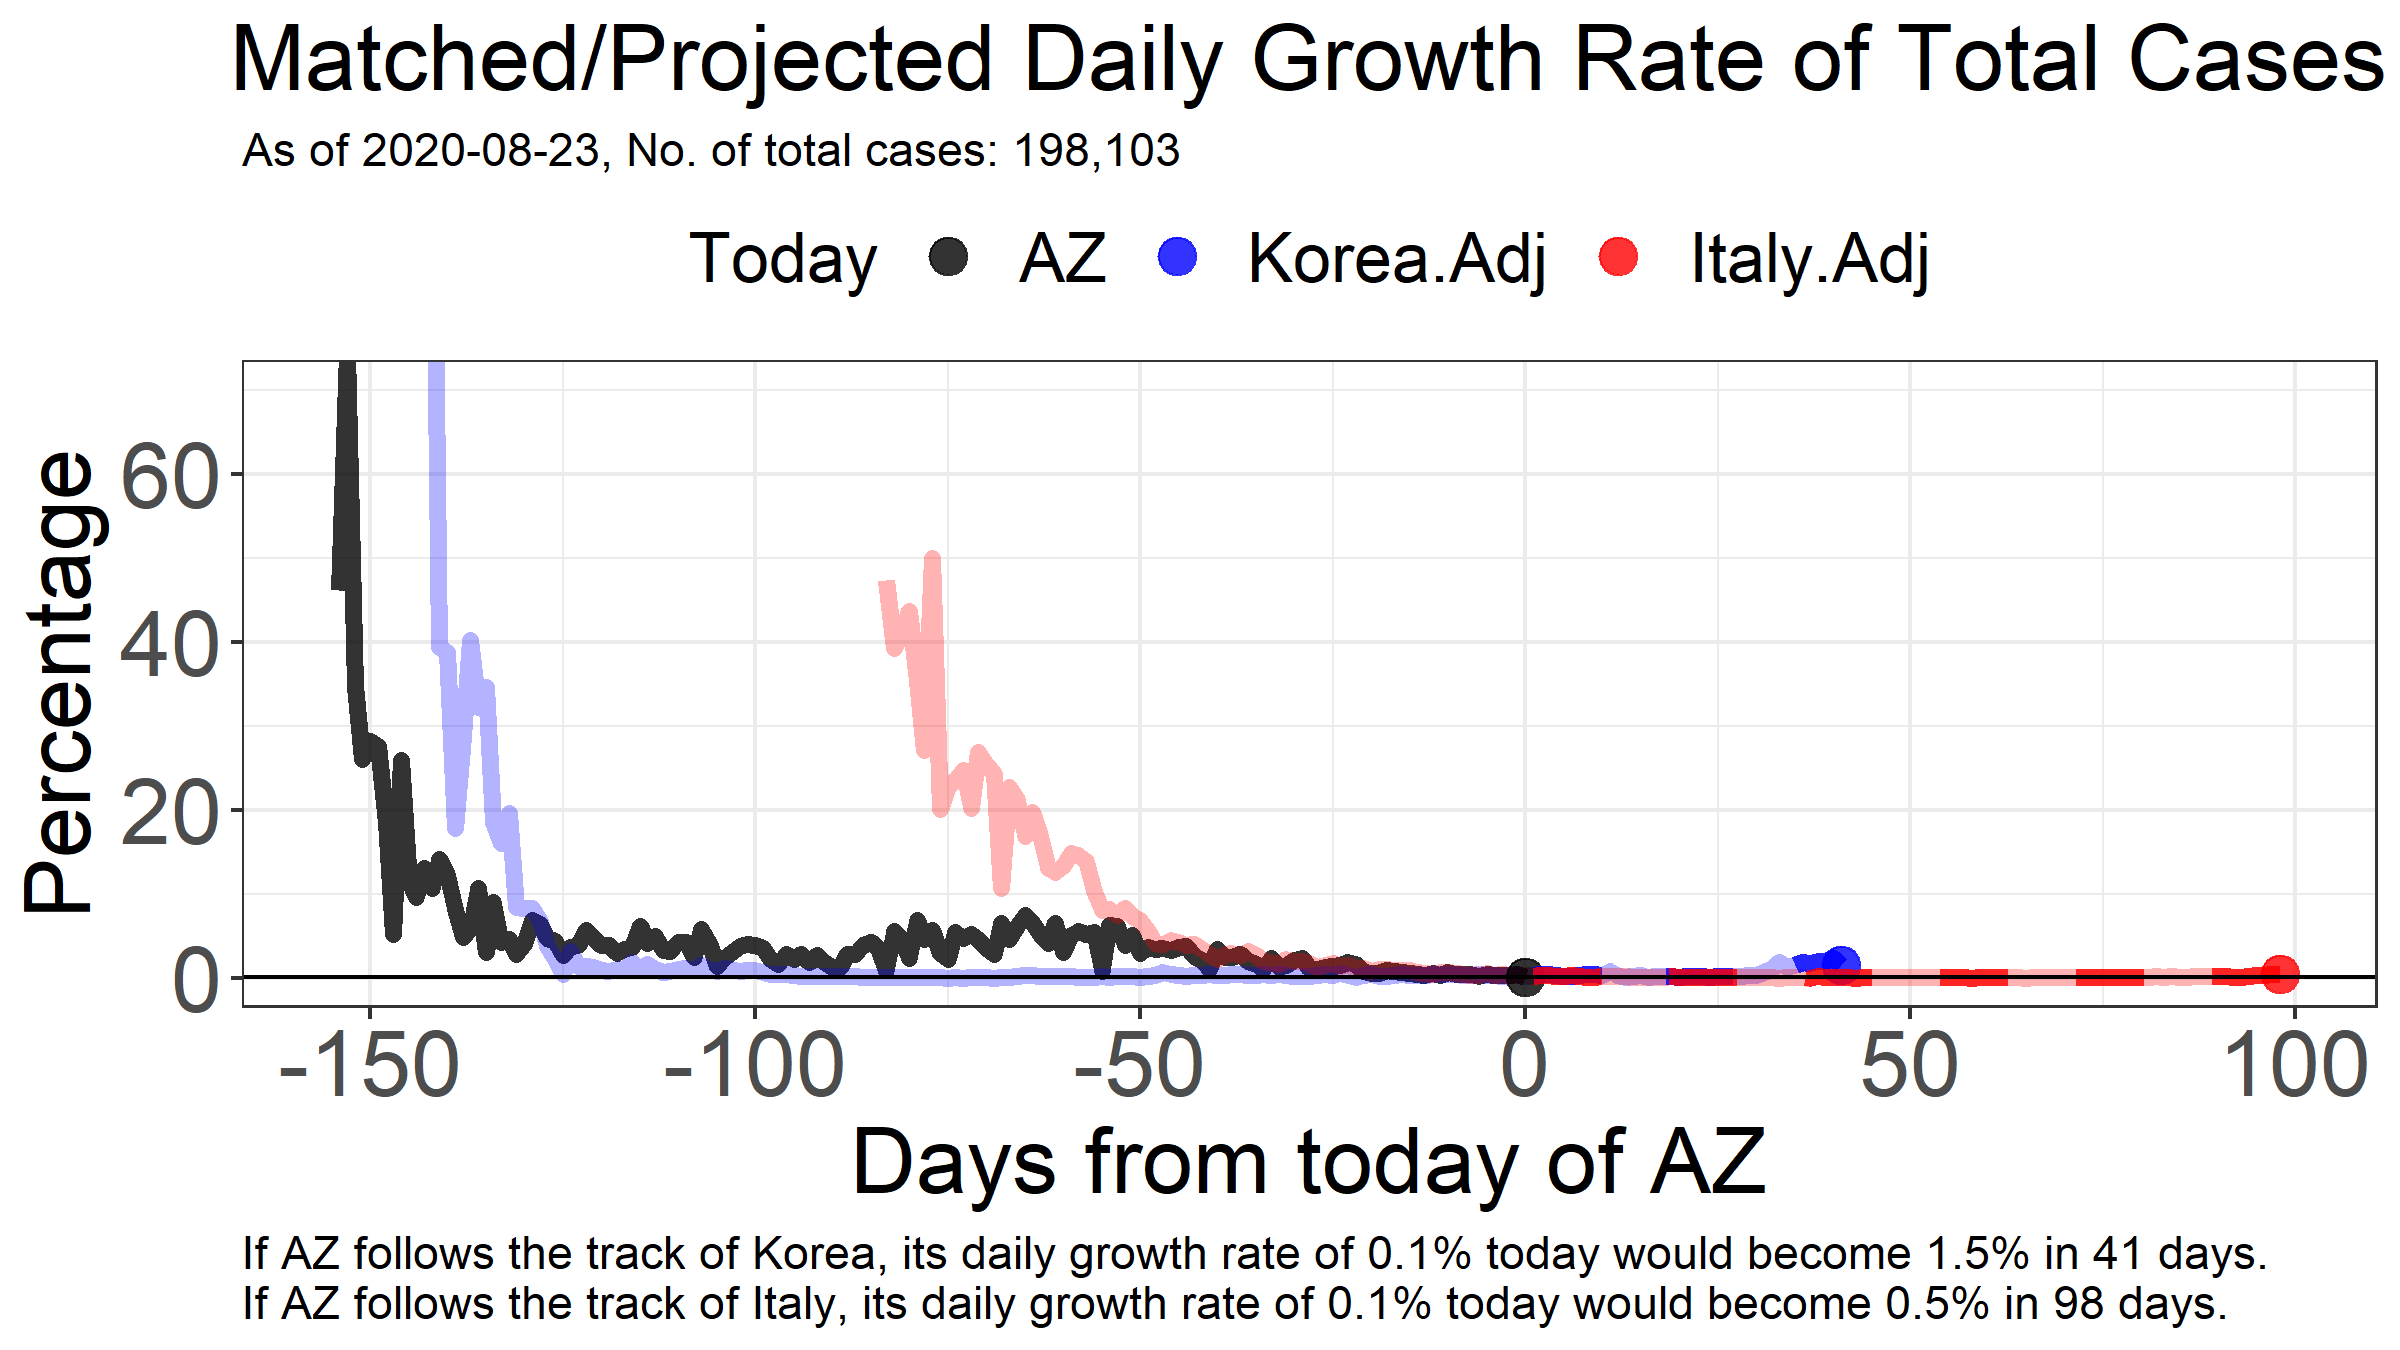 Matched/Projected Daily Growth Rate of Total Cases
As of 2020-08-23, No. of total cases: 198,103
Today AZ Korea.Adj Italy.Adj
Percentage
60
40
20
0
-150 -100 -50 0 50 100
Days from today of AZ
If AZ follows the track of Korea, its daily growth rate of 0.1% today would become 1.5% in 41 days.
If AZ follows the track of Italy, its daily growth rate of 0.1% today would become 0.5% in 98 days.